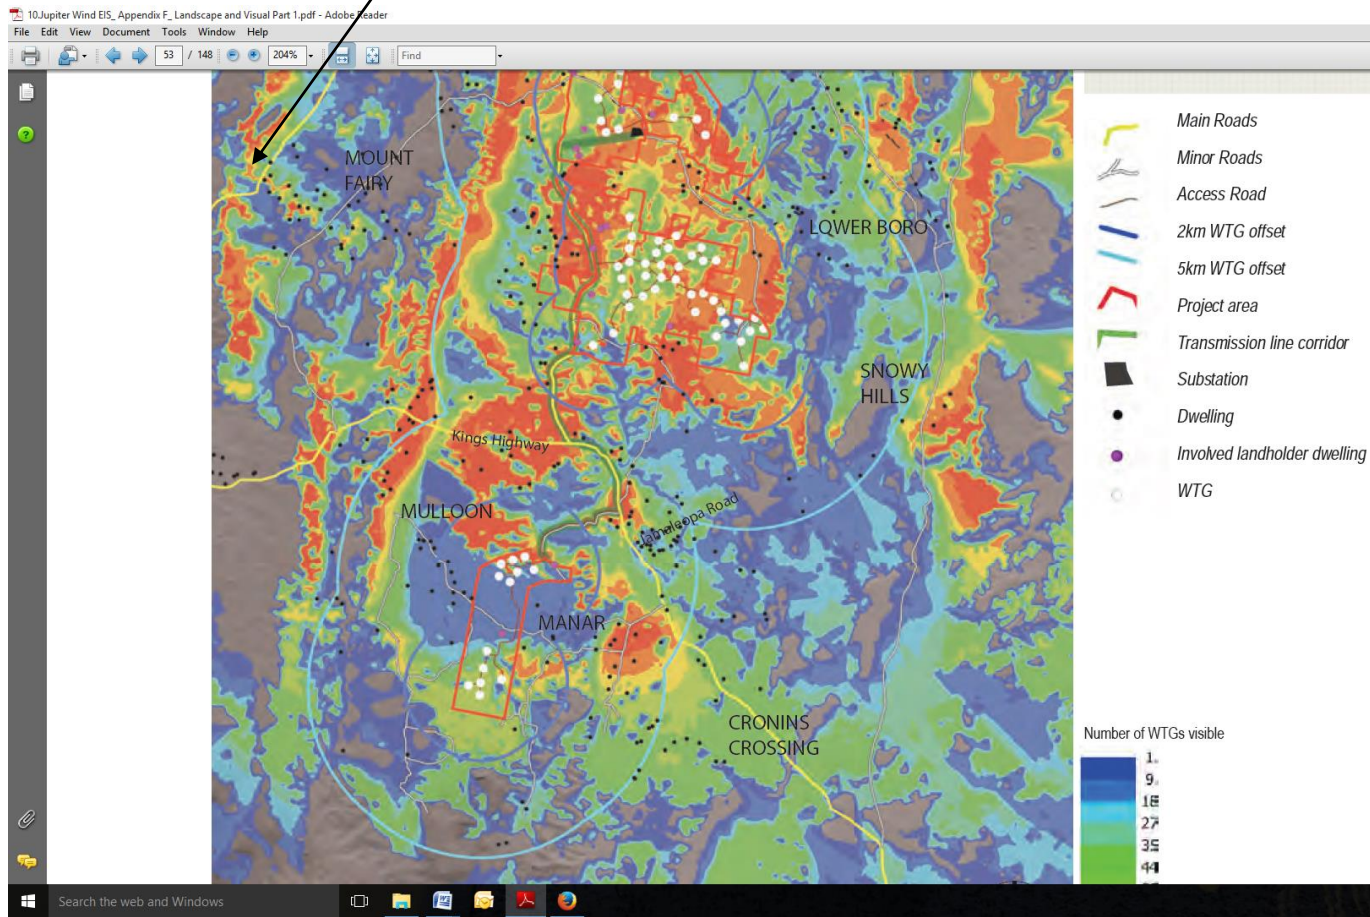 10.Jupiter Wind EIS_ Appendix F_ Landscape and Visual Part 1.pdf - Adobe Reader
File Edit View Document Tools Window Help
53 / 148 204% Find
MOUNT
FAIRY
LOWER BORO
SNOWY
HILLS
Kings Highway
MULLOON
MANAR
CRONINS
CROSSING
Main Roads
Minor Roads
Access Road
2km WTG offset
5km WTG offset
Project area
Transmission line corridor
Substation
Dwelling
Involved landholder dwelling
WTG
Number of WTGs visible
1.
9.
18
27
35
44
Search the web and Windows